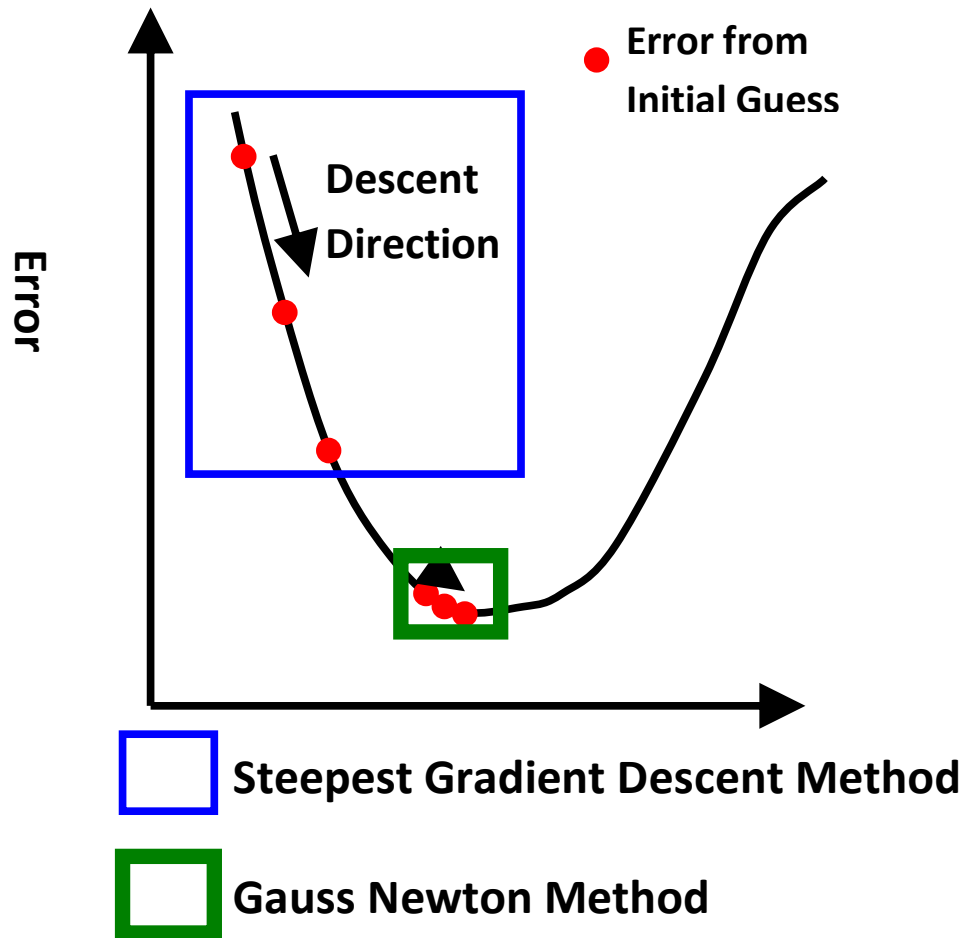 Error from
Initial Guess
Descent
Direction
Error
Steepest Gradient Descent Method
Gauss Newton Method